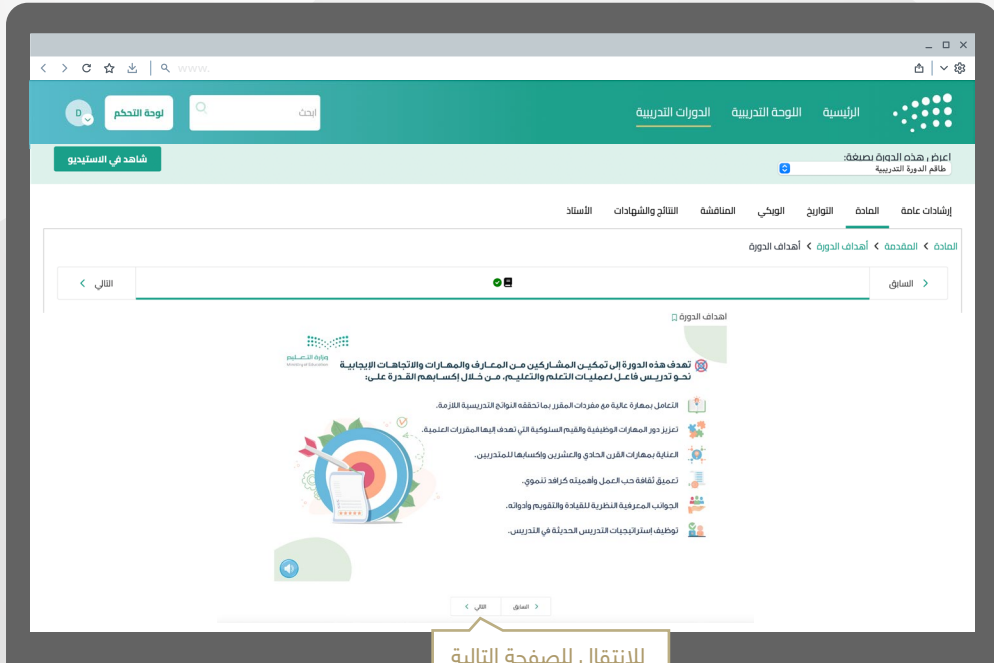 www.
الرئيسية
اللوحة التدريبية
الدورات التدريبية
ابحث
لوحة التحكم
D
اعرض هذه الدورة بصيغة:
طاقم الدورة التدريبية
شاهد في الاستيديو
إرشادات عامة
المادة
التواريخ
الويكي
المناقشة
النتائج والشهادات
الأستاذ
المادة > المقدمة > أهداف الدورة > أهداف الدورة
السابق
التالي
اهداف الدورة
وزارة التعليم
Ministry of Education
تهدف هذه الدورة إلى تمكين المشاركين من المعارف والمهارات والاتجاهات الإيجابية
نحو تدريس فاعل لعمليات التعلم والتعليم، من خلال إكسابهم القدرة على:
التعامل بمهارة عالية مع مفردات المقرر بما تحققه النواتج التدريسية اللازمة.
تعزيز دور المهارات الوظيفية والقيم السلوكية التي تهدف إليها المقررات العلمية.
العناية بمهارات القرن الحادي والعشرين وإكسابها للمتدربين.
تعميق ثقافة حب العمل وأهميته كرافد تنموي.
الجوانب المعرفية النظرية للقيادة والتقويم وأدواته.
توظيف إستراتيجيات التدريس الحديثة في التدريس.
السابق
التالي
للانتقال للصفحة التالية